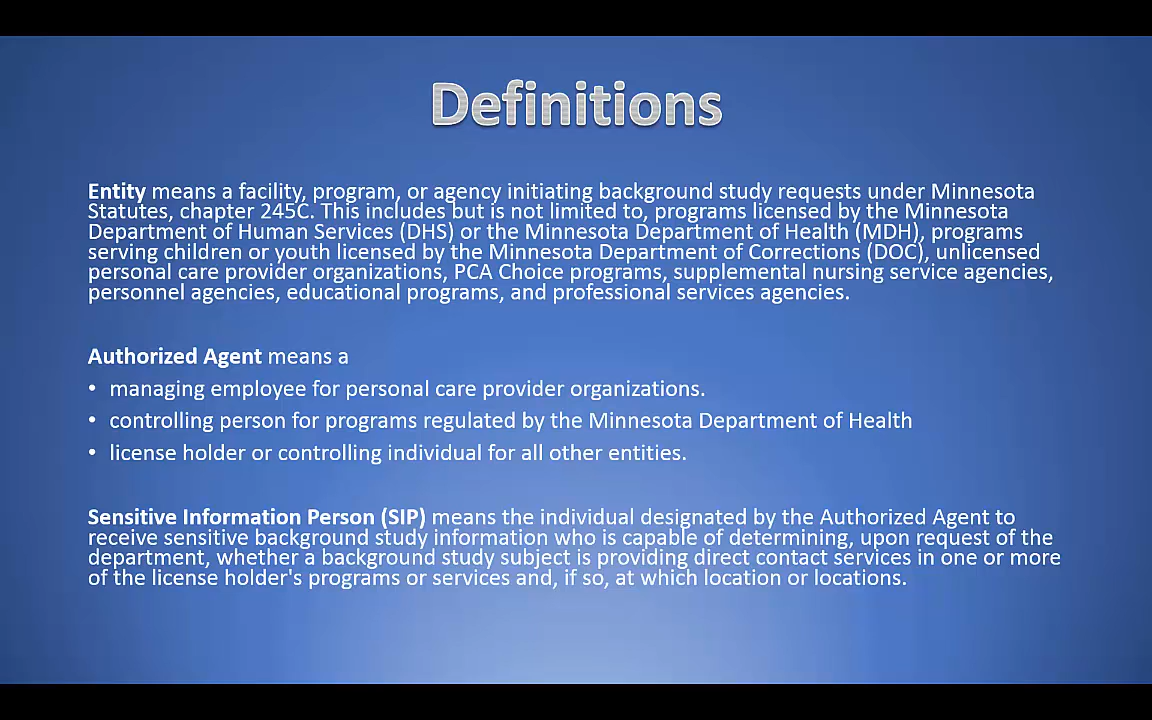 Definitions
Entity means a facility, program, or agency initiating background study requests under Minnesota
Statutes, chapter 245C. This includes but is not limited to, programs licensed by the Minnesota
Department of Human Services (DHS) or the Minnesota Department of Health (MDH), programs
serving children or youth licensed by the Minnesota Department of Corrections (DOC), unlicensed
personal care provider organizations, PCA Choice programs, supplemental nursing service agencies,
personnel agencies, educational programs, and professional services agencies.
Authorized Agent means a
• managing employee for personal care provider organizations.
• controlling person for programs regulated by the Minnesota Department of Health
• license holder or controlling individual for all other entities.
Sensitive Information Person (SIP) means the individual designated by the Authorized Agent to
receive sensitive background study information who is capable of determining, upon request of the
department, whether a background study subject is providing direct contact services in one or more
of the license holder's programs or services and, if so, at which location or locations.